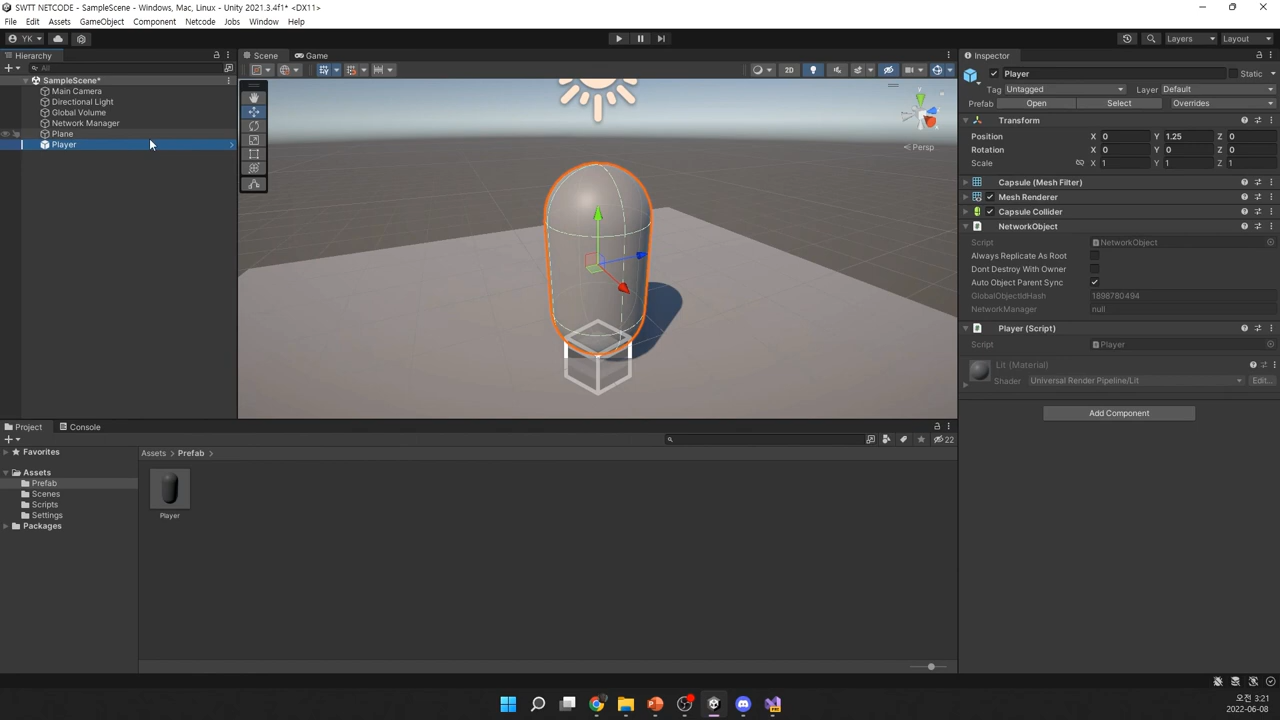 SWTT NETCODE - SampleScene - Windows, Mac, Linux - Unity 2021.3.4f1* <DX11>
File Edit Assets GameObject Component Netcode Jobs Window Help
YK
Layers Layout
Hierarchy
All
SampleScene*
Main Camera
Directional Light
Global Volume
Network Manager
Plane
Player
Scene Game
2D
y
< Persp
Inspector
Player Static
Tag Untagged Layer Default
Prefab Open Select Overrides
Transform
Position X 0 Y 1.25 Z 0
Rotation X 0 Y 0 Z 0
Scale X 1 Y 1 Z 1
Capsule (Mesh Filter)
Mesh Renderer
Capsule Collider
NetworkObject
Script NetworkObject
Always Replicate As Root
Dont Destroy With Owner
Auto Object Parent Sync
GlobalObjectIdHash 1896780494
NetworkManager null
Player (Script)
Script Player
Lit (Material)
Shader Universal Render Pipeline/Lit Edit...
Add Component
Project Console
22
Favorites
Assets
Prefab
Scenes
Scripts
Settings
Packages
Assets > Prefab >
Player
오전 3:21
2022-06-08